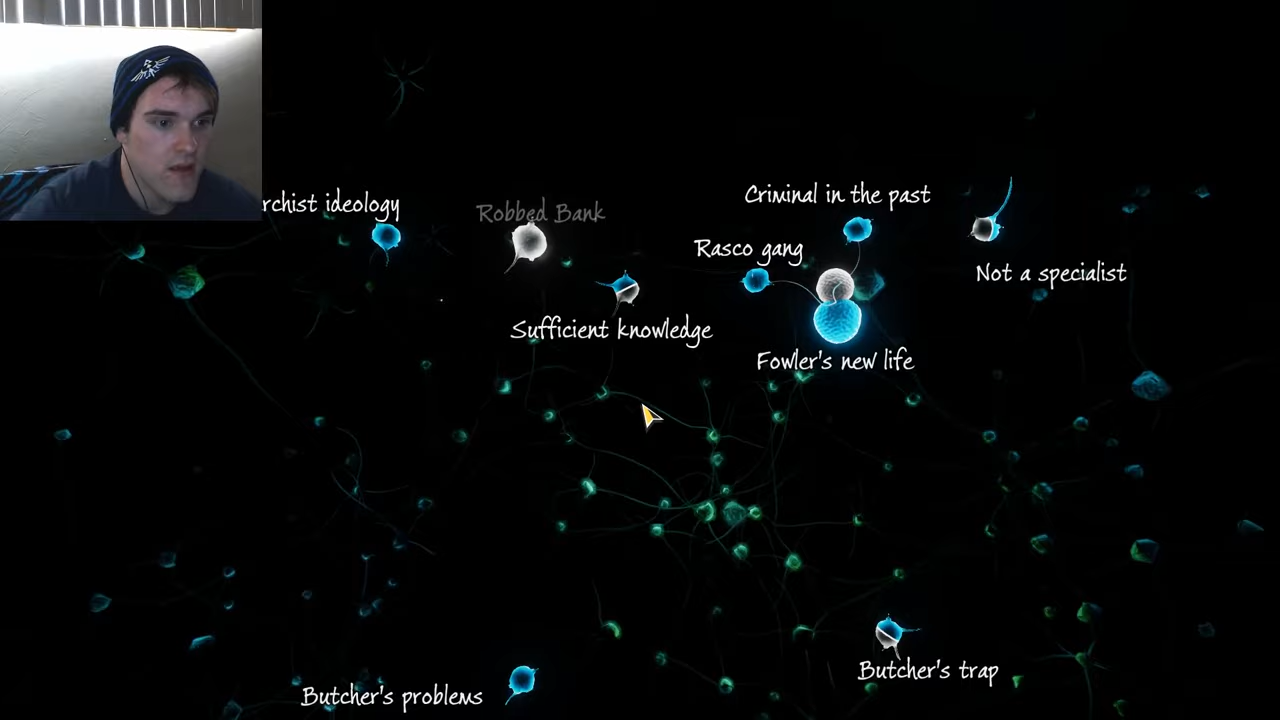 Criminal in the past
rchist ideology
Robbed Bank
Rasco gang
Not a specialist
Sufficient knowledge
Fowler's new life
Butcher's trap
Butcher's problems